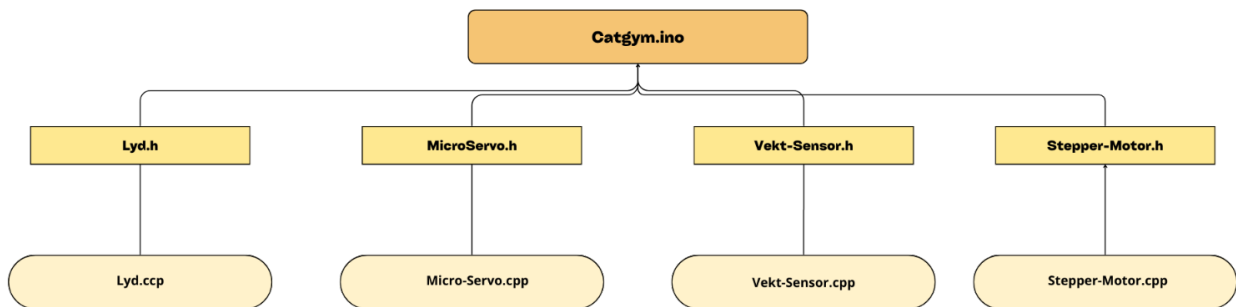 Catgym.ino
Lyd.h
MicroServo.h
Vekt-Sensor.h
Stepper-Motor.h
Lyd.ccp
Micro-Servo.cpp
Vekt-Sensor.cpp
Stepper-Motor.cpp